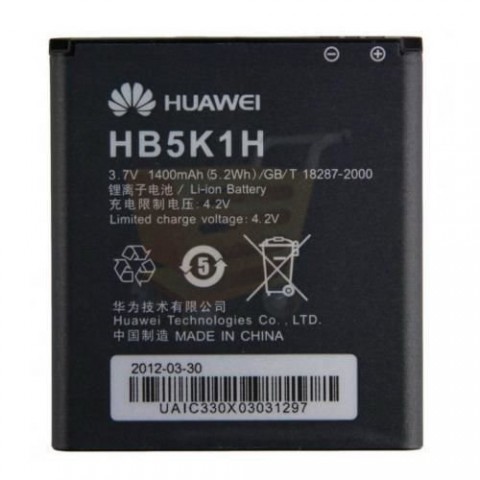 HUAWEI
HB5K1H
3.7V 1400mAh(5.2Wh)/GB/T 18287-2000
锂离子电池 / Li-ion Battery
充电限制电压: 4.2V
Limited charge voltage: 4.2V
5
华为技术有限公司
Huawei Technologies Co., Ltd.
中国制造 MADE IN CHINA
2012-03-30
UAIC330X03031297